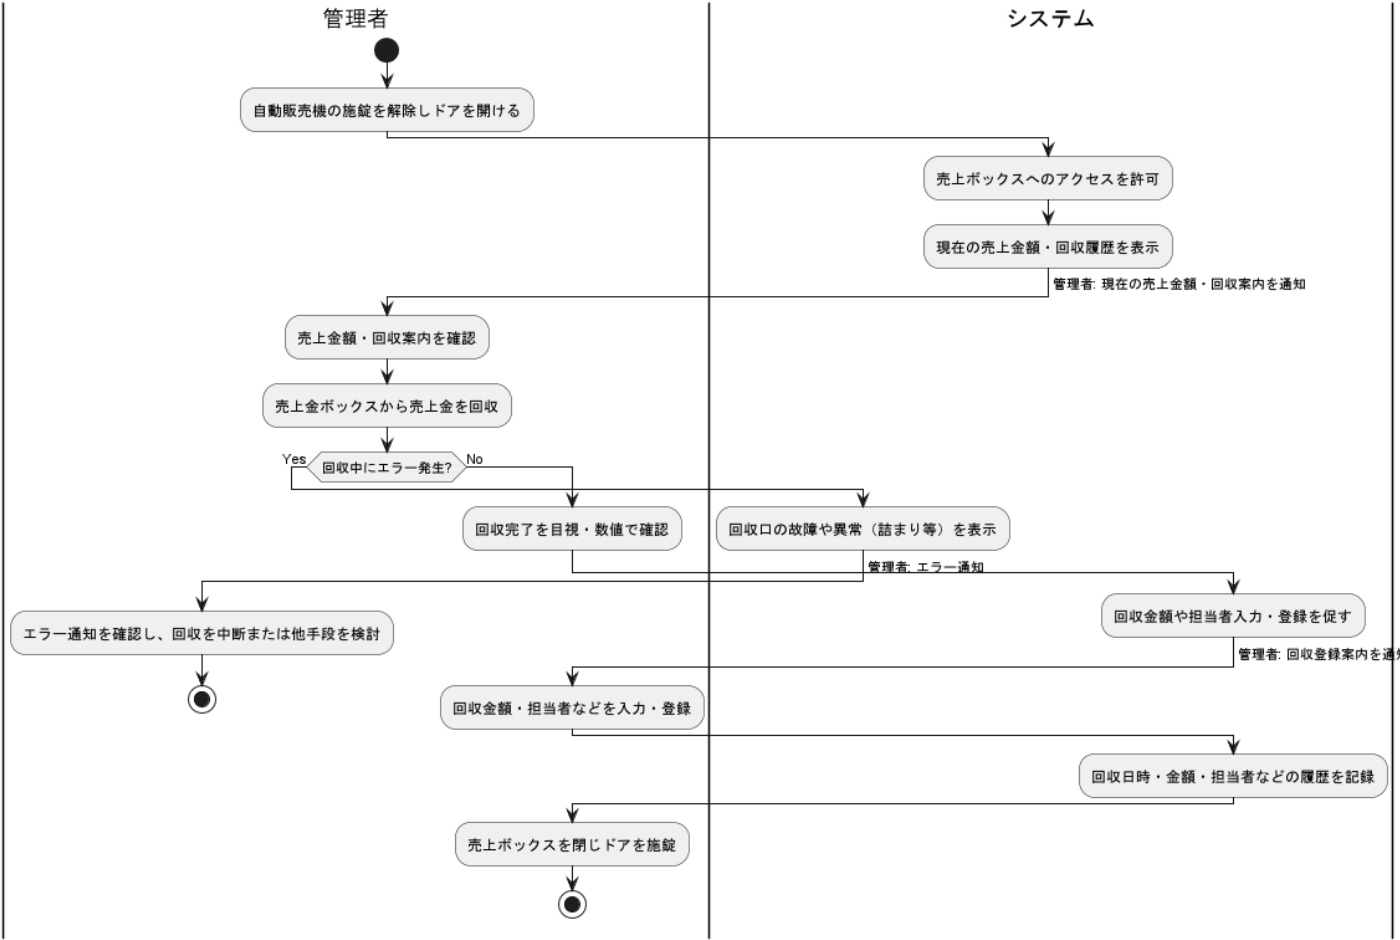 管理者
システム
自動販売機の施錠を解除しドアを開ける
売上ボックスへのアクセスを許可
現在の売上金額・回収履歴を表示
管理者: 現在の売上金額・回収案内を通知
売上金額・回収案内を確認
売上金ボックスから売上金を回収
Yes
回収中にエラー発生?
No
回収完了を目視・数値で確認
回収口の故障や異常（詰まり等）を表示
管理者: エラー通知
回収金額や担当者入力・登録を促す
エラー通知を確認し、回収を中断または他手段を検討
管理者: 回収登録案内を通知
回収金額・担当者などを入力・登録
回収日時・金額・担当者などの履歴を記録
売上ボックスを閉じドアを施錠